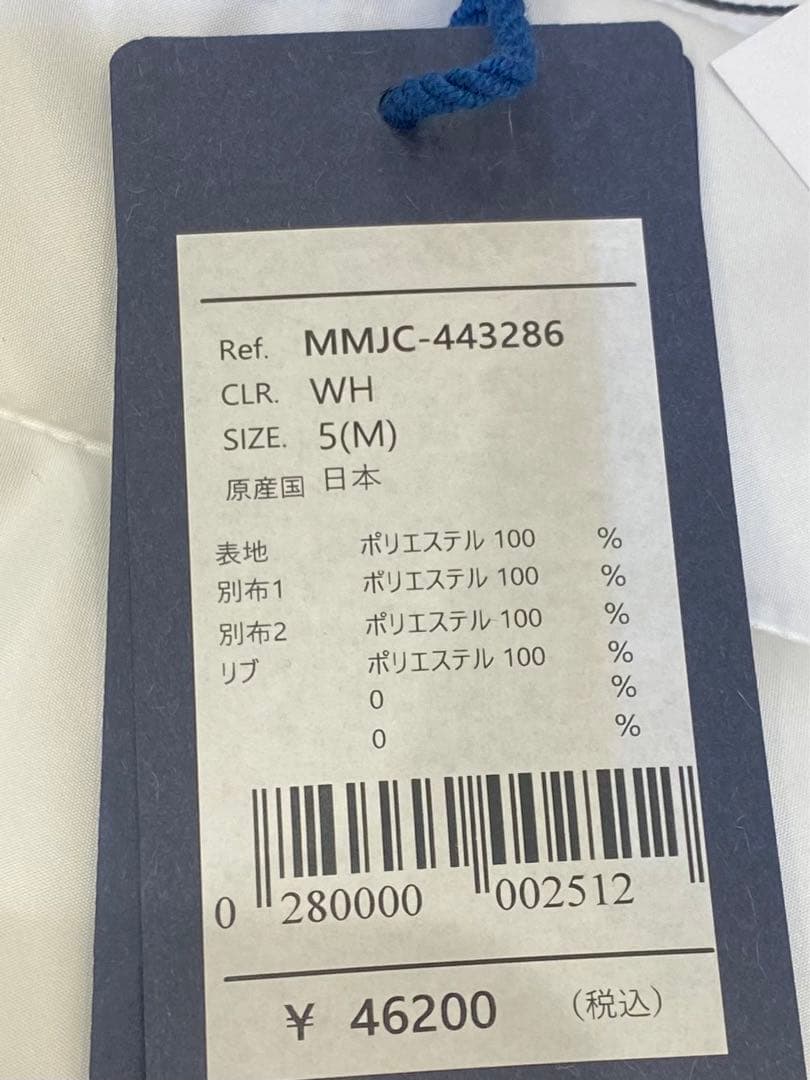 Ref. MMJC-443286
CLR. WH
SIZE. 5(M)
原産国 日本
表地 ポリエステル 100 %
別布1 ポリエステル 100 %
別布2 ポリエステル 100 %
リブ ポリエステル 100 %
0 %
0 %
0 280000 002512
¥ 46200 (税込)